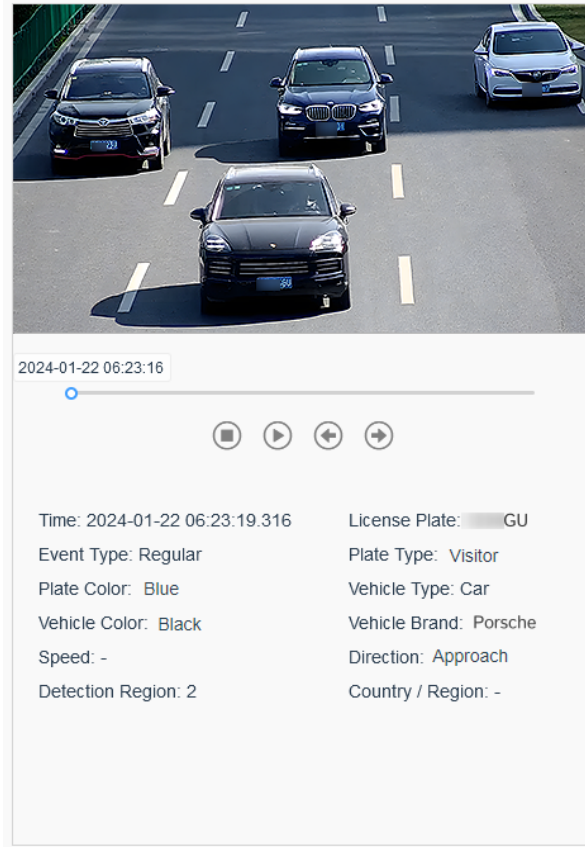 2024-01-22 06:23:16
Time: 2024-01-22 06:23:19.316
License Plate: GU
Event Type: Regular
Plate Type: Visitor
Plate Color: Blue
Vehicle Type: Car
Vehicle Color: Black
Vehicle Brand: Porsche
Speed: -
Direction: Approach
Detection Region: 2
Country / Region: -